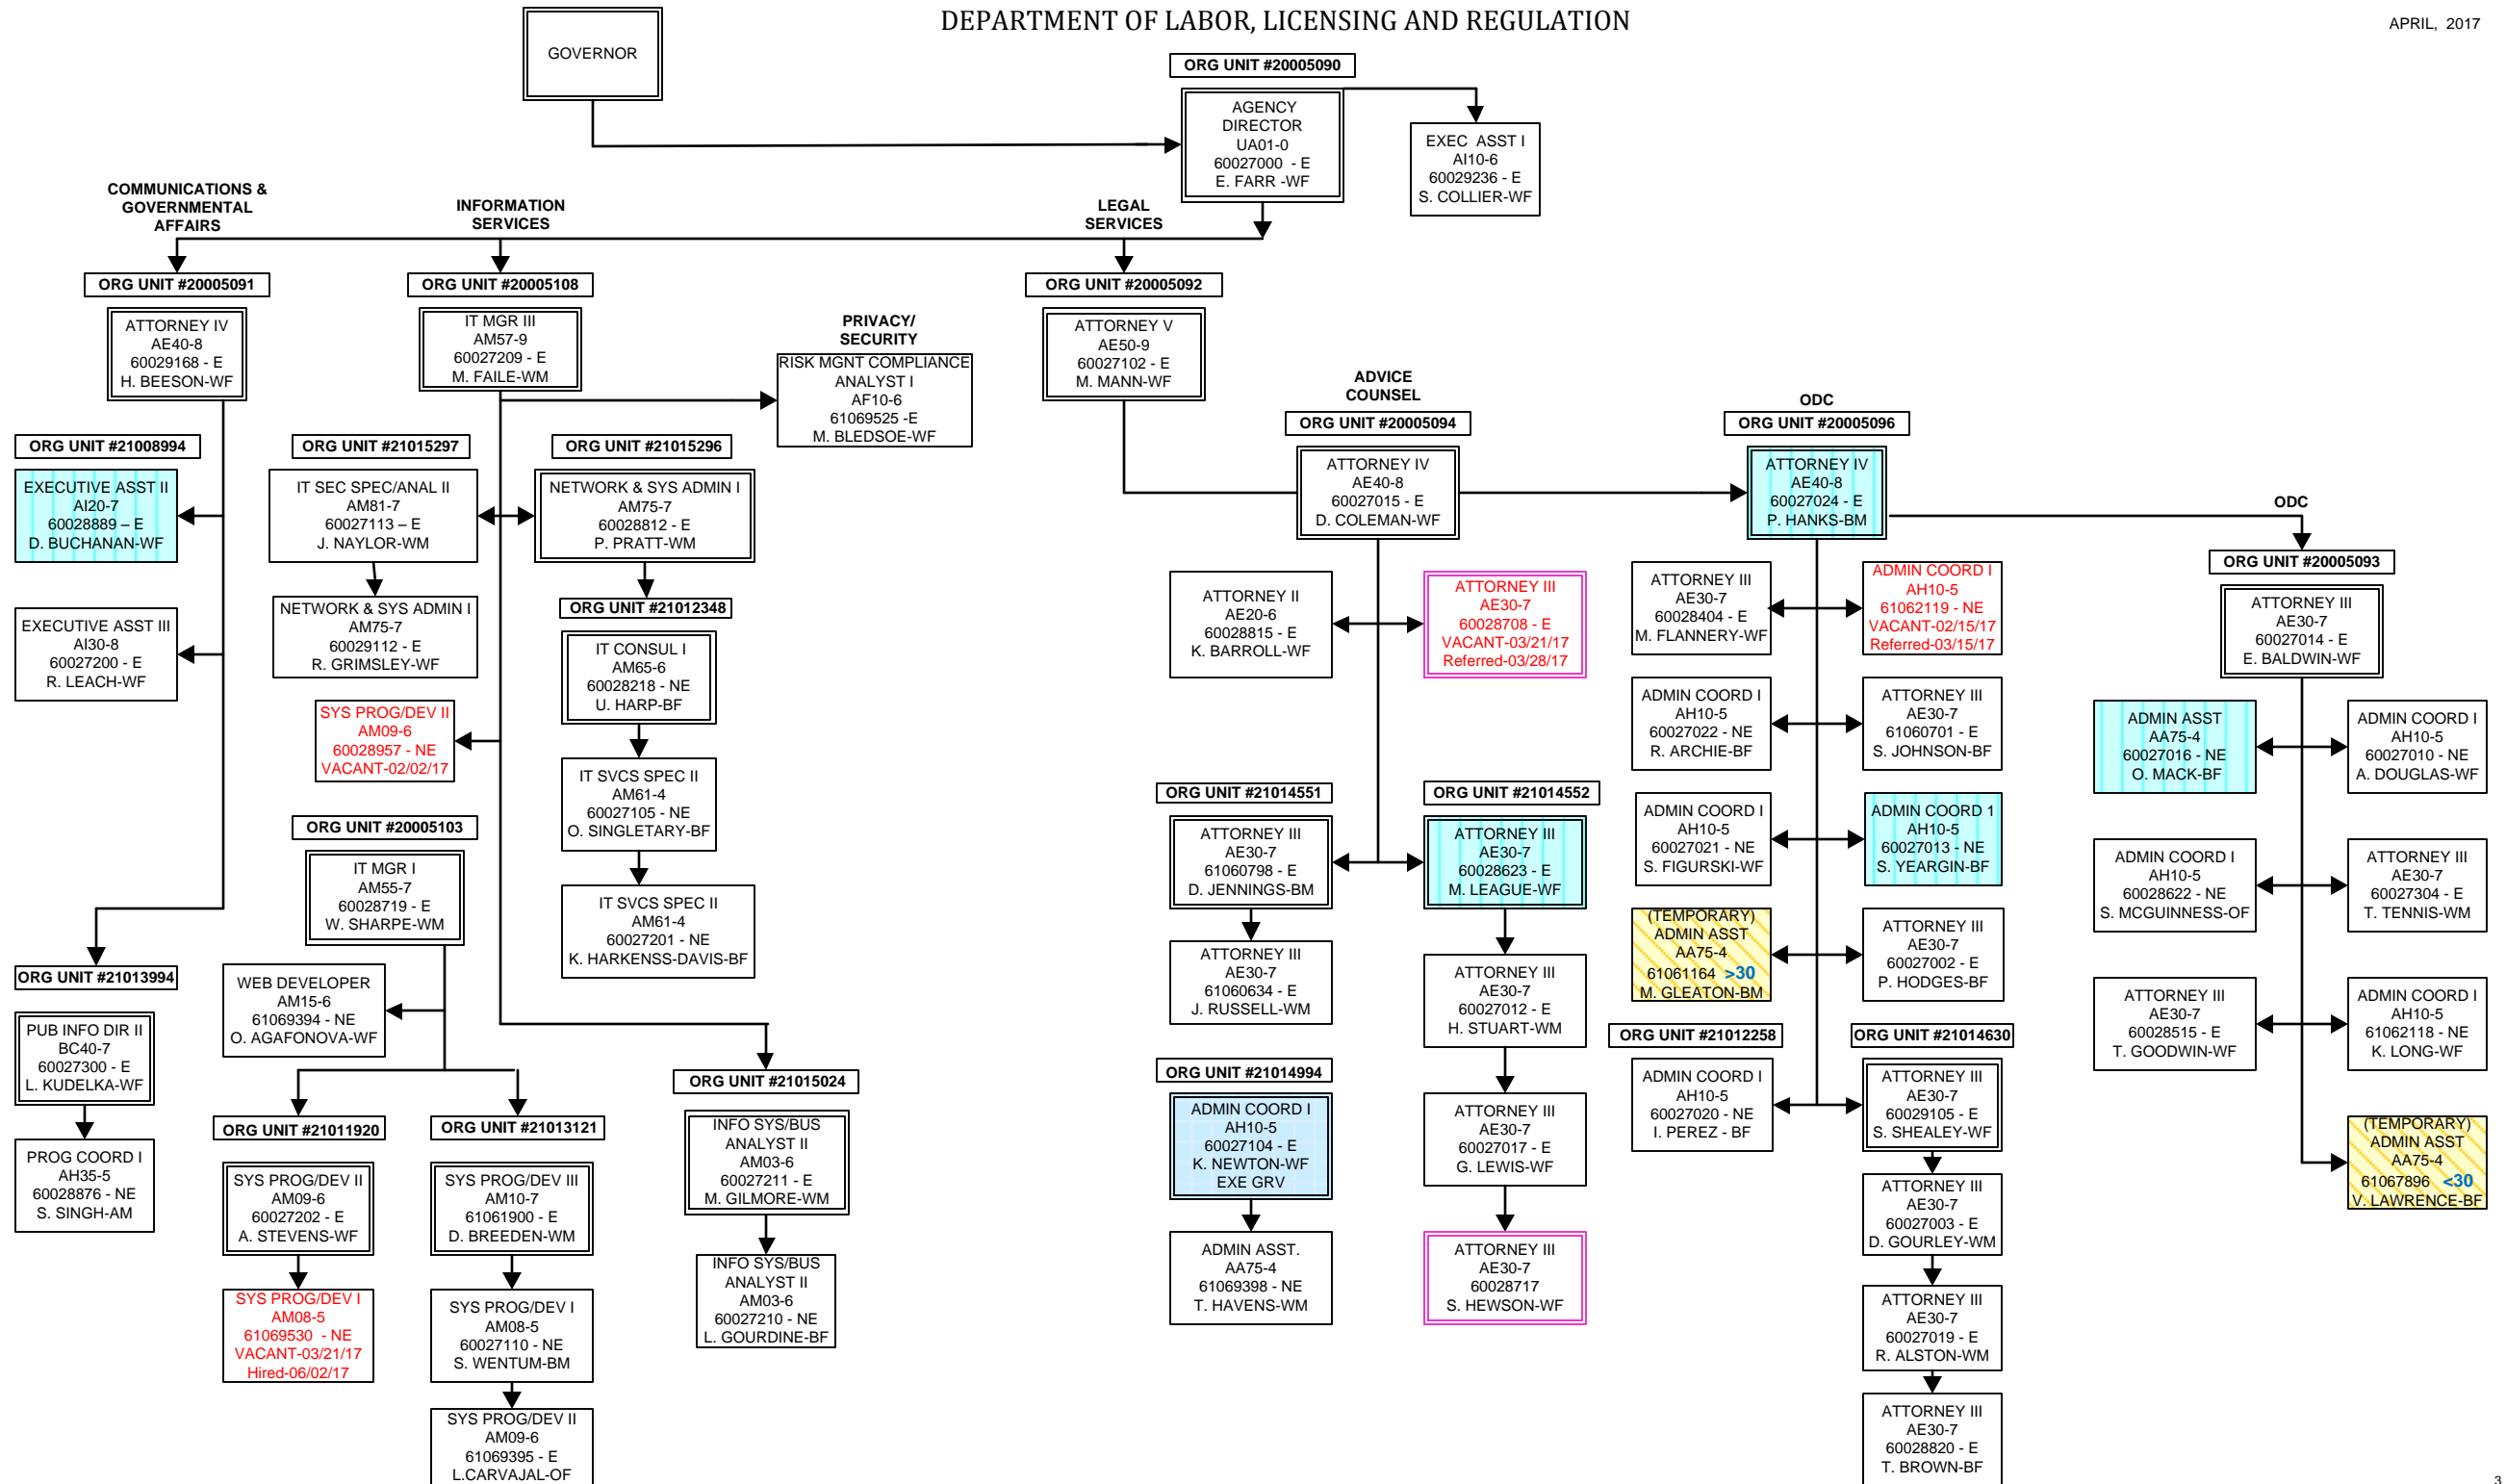 DEPARTMENT OF LABOR, LICENSING AND REGULATION
APRIL, 2017
GOVERNOR
ORG UNIT #20005090
AGENCY
DIRECTOR
UA01-0
60027000 - E
E. FARR -WF
EXEC ASST I
AI10-6
60029236 - E
S. COLLIER-WF
COMMUNICATIONS &
GOVERNMENTAL
AFFAIRS
INFORMATION
SERVICES
LEGAL
SERVICES
ORG UNIT #20005091
ATTORNEY IV
AE40-8
60029168 - E
H. BEESON-WF
ORG UNIT #21008994
EXECUTIVE ASST II
AI20-7
60028889 – E
D. BUCHANAN-WF
EXECUTIVE ASST III
AI30-8
60027200 - E
R. LEACH-WF
ORG UNIT #21013994
PUB INFO DIR II
BC40-7
60027300 - E
L. KUDELKA-WF
PROG COORD I
AH35-5
60028876 - NE
S. SINGH-AM
ORG UNIT #20005108
IT MGR III
AM57-9
60027209 - E
M. FAILE-WM
PRIVACY/
SECURITY
RISK MGNT COMPLIANCE
ANALYST I
AF10-6
61069525 -E
M. BLEDSOE-WF
ORG UNIT #21015297
IT SEC SPEC/ANAL II
AM81-7
60027113 – E
J. NAYLOR-WM
NETWORK & SYS ADMIN I
AM75-7
60029112 - E
R. GRIMSLEY-WF
ORG UNIT #21015296
NETWORK & SYS ADMIN I
AM75-7
60028812 - E
P. PRATT-WM
ORG UNIT #21012348
IT CONSUL I
AM65-6
60028218 - NE
U. HARP-BF
IT SVCS SPEC II
AM61-4
60027105 - NE
O. SINGLETARY-BF
IT SVCS SPEC II
AM61-4
60027201 - NE
K. HARKENSS-DAVIS-BF
SYS PROG/DEV II
AM09-6
60028957 - NE
VACANT-02/02/17
ORG UNIT #20005103
IT MGR I
AM55-7
60028719 - E
W. SHARPE-WM
WEB DEVELOPER
AM15-6
61069394 - NE
O. AGAFONOVA-WF
ORG UNIT #21011920
SYS PROG/DEV II
AM09-6
60027202 - E
A. STEVENS-WF
SYS PROG/DEV I
AM08-5
61069530 - NE
VACANT-03/21/17
Hired-06/02/17
ORG UNIT #21013121
SYS PROG/DEV III
AM10-7
61061900 - E
D. BREEDEN-WM
SYS PROG/DEV I
AM08-5
60027110 - NE
S. WENTUM-BM
SYS PROG/DEV II
AM09-6
61069395 - E
L.CARVAJAL-OF
ORG UNIT #21015024
INFO SYS/BUS
ANALYST II
AM03-6
60027211 - E
M. GILMORE-WM
INFO SYS/BUS
ANALYST II
AM03-6
60027210 - NE
L. GOURDINE-BF
ORG UNIT #20005092
ATTORNEY V
AE50-9
60027102 - E
M. MANN-WF
ADVICE
COUNSEL
ORG UNIT #20005094
ATTORNEY IV
AE40-8
60027015 - E
D. COLEMAN-WF
ATTORNEY II
AE20-6
60028815 - E
K. BARROLL-WF
ATTORNEY III
AE30-7
60028708 - E
VACANT-03/21/17
Referred-03/28/17
ORG UNIT #21014551
ATTORNEY III
AE30-7
61060798 - E
D. JENNINGS-BM
ATTORNEY III
AE30-7
61060634 - E
J. RUSSELL-WM
ORG UNIT #21014994
ADMIN COORD I
AH10-5
60027104 - E
K. NEWTON-WF
EXE GRV
ADMIN ASST.
AA75-4
61069398 - NE
T. HAVENS-WM
ORG UNIT #21014552
ATTORNEY III
AE30-7
60028623 - E
M. LEAGUE-WF
ATTORNEY III
AE30-7
60027012 - E
H. STUART-WM
ATTORNEY III
AE30-7
60027017 - E
G. LEWIS-WF
ATTORNEY III
AE30-7
60028717
S. HEWSON-WF
ODC
ORG UNIT #20005096
ATTORNEY IV
AE40-8
60027024 - E
P. HANKS-BM
ATTORNEY III
AE30-7
60028404 - E
M. FLANNERY-WF
ADMIN COORD I
AH10-5
61062119 - NE
VACANT-02/15/17
Referred-03/15/17
ADMIN COORD I
AH10-5
60027022 - NE
R. ARCHIE-BF
ATTORNEY III
AE30-7
61060701 - E
S. JOHNSON-BF
ADMIN COORD I
AH10-5
60027021 - NE
S. FIGURSKI-WF
ADMIN COORD 1
AH10-5
60027013 - NE
S. YEARGIN-BF
(TEMPORARY)
ADMIN ASST
AA75-4
61061164 >30
M. GLEATON-BM
ATTORNEY III
AE30-7
60027002 - E
P. HODGES-BF
ORG UNIT #21012258
ADMIN COORD I
AH10-5
60027020 - NE
I. PEREZ - BF
ORG UNIT #21014630
ATTORNEY III
AE30-7
60029105 - E
S. SHEALEY-WF
ATTORNEY III
AE30-7
60027003 - E
D. GOURLEY-WM
ATTORNEY III
AE30-7
60027019 - E
R. ALSTON-WM
ATTORNEY III
AE30-7
60028820 - E
T. BROWN-BF
ODC
ORG UNIT #20005093
ATTORNEY III
AE30-7
60027014 - E
E. BALDWIN-WF
ADMIN ASST
AA75-4
60027016 - NE
O. MACK-BF
ADMIN COORD I
AH10-5
60027010 - NE
A. DOUGLAS-WF
ADMIN COORD I
AH10-5
60028622 - NE
S. MCGUINNESS-OF
ATTORNEY III
AE30-7
60027304 - E
T. TENNIS-WM
ATTORNEY III
AE30-7
60028515 - E
T. GOODWIN-WF
ADMIN COORD I
AH10-5
61062118 - NE
K. LONG-WF
(TEMPORARY)
ADMIN ASST
AA75-4
61067896 <30
V. LAWRENCE-BF
3